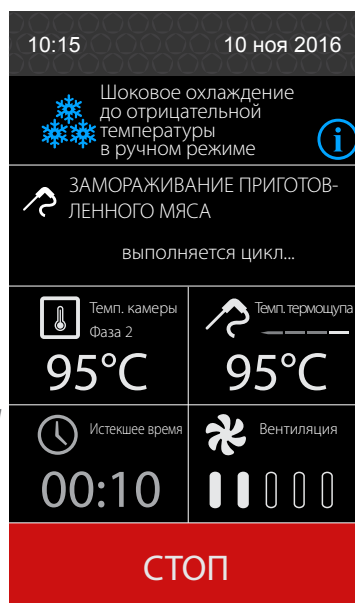 10:15 10 ноя 2016
Шоковое охлаждение
до отрицательной
температуры
в ручном режиме
i
ЗАМОРАЖИВАНИЕ ПРИГОТОВ-
ЛЕННОГО МЯСА
выполняется цикл...
Темп. камеры
Фаза 2
95°C
Темп. термощупа
95°C
Истекшее время
00:10
Вентиляция
СТОП